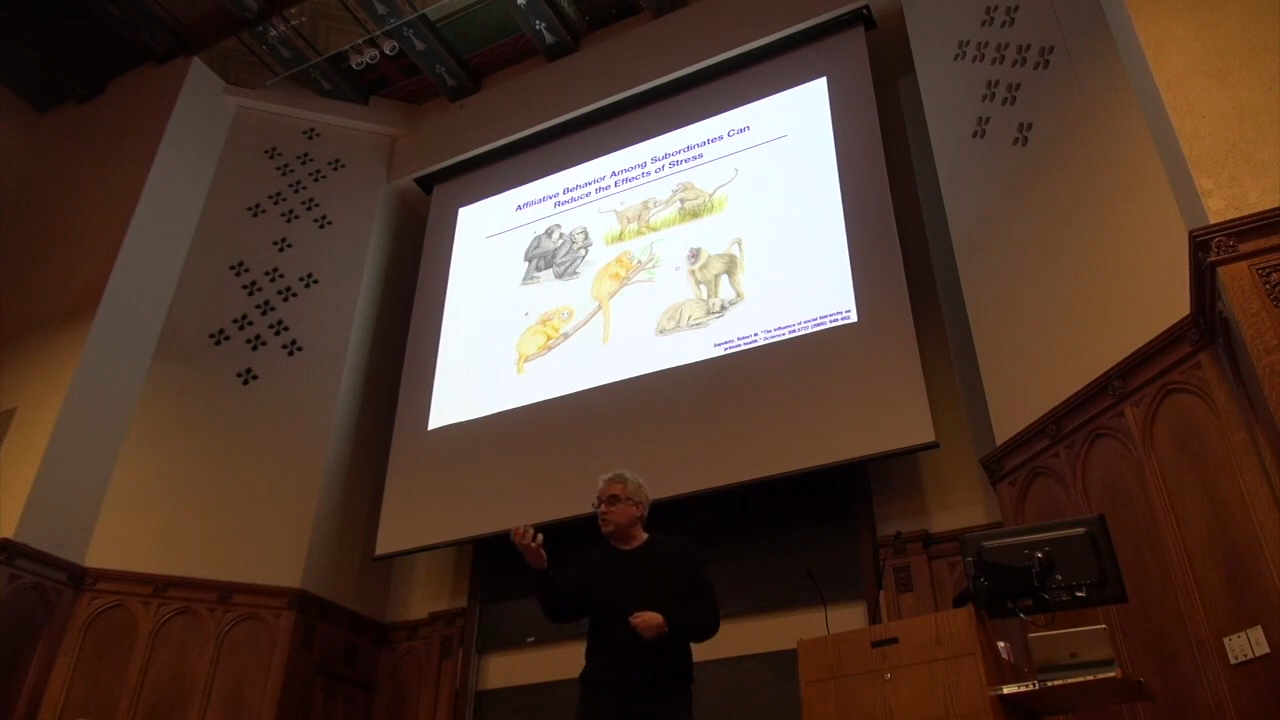 Affiliative Behavior Among Subordinates Can
Reduce the Effects of Stress
C
D
B
Sapolsky, Robert M. "The influence of social hierarchy on
primate health." Science 308.5722 (2005): 648-652.